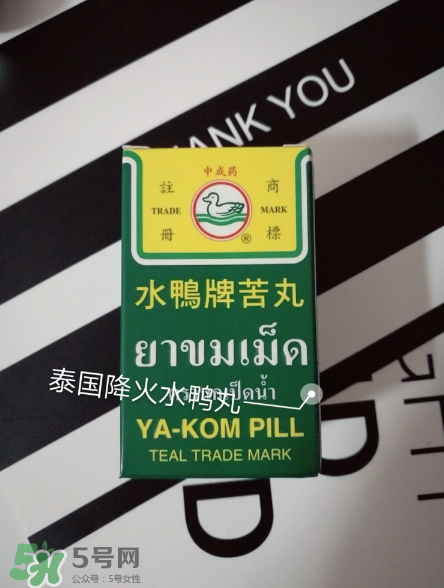 THANK YOU
中成药
註 商
TRADE MARK
冊 標
®
水鴨牌苦丸
ยาขมเม็ด
泰国降火水鸭丸
YA-KOM PILL
TEAL TRADE MARK
5号网
公众号：5号女性